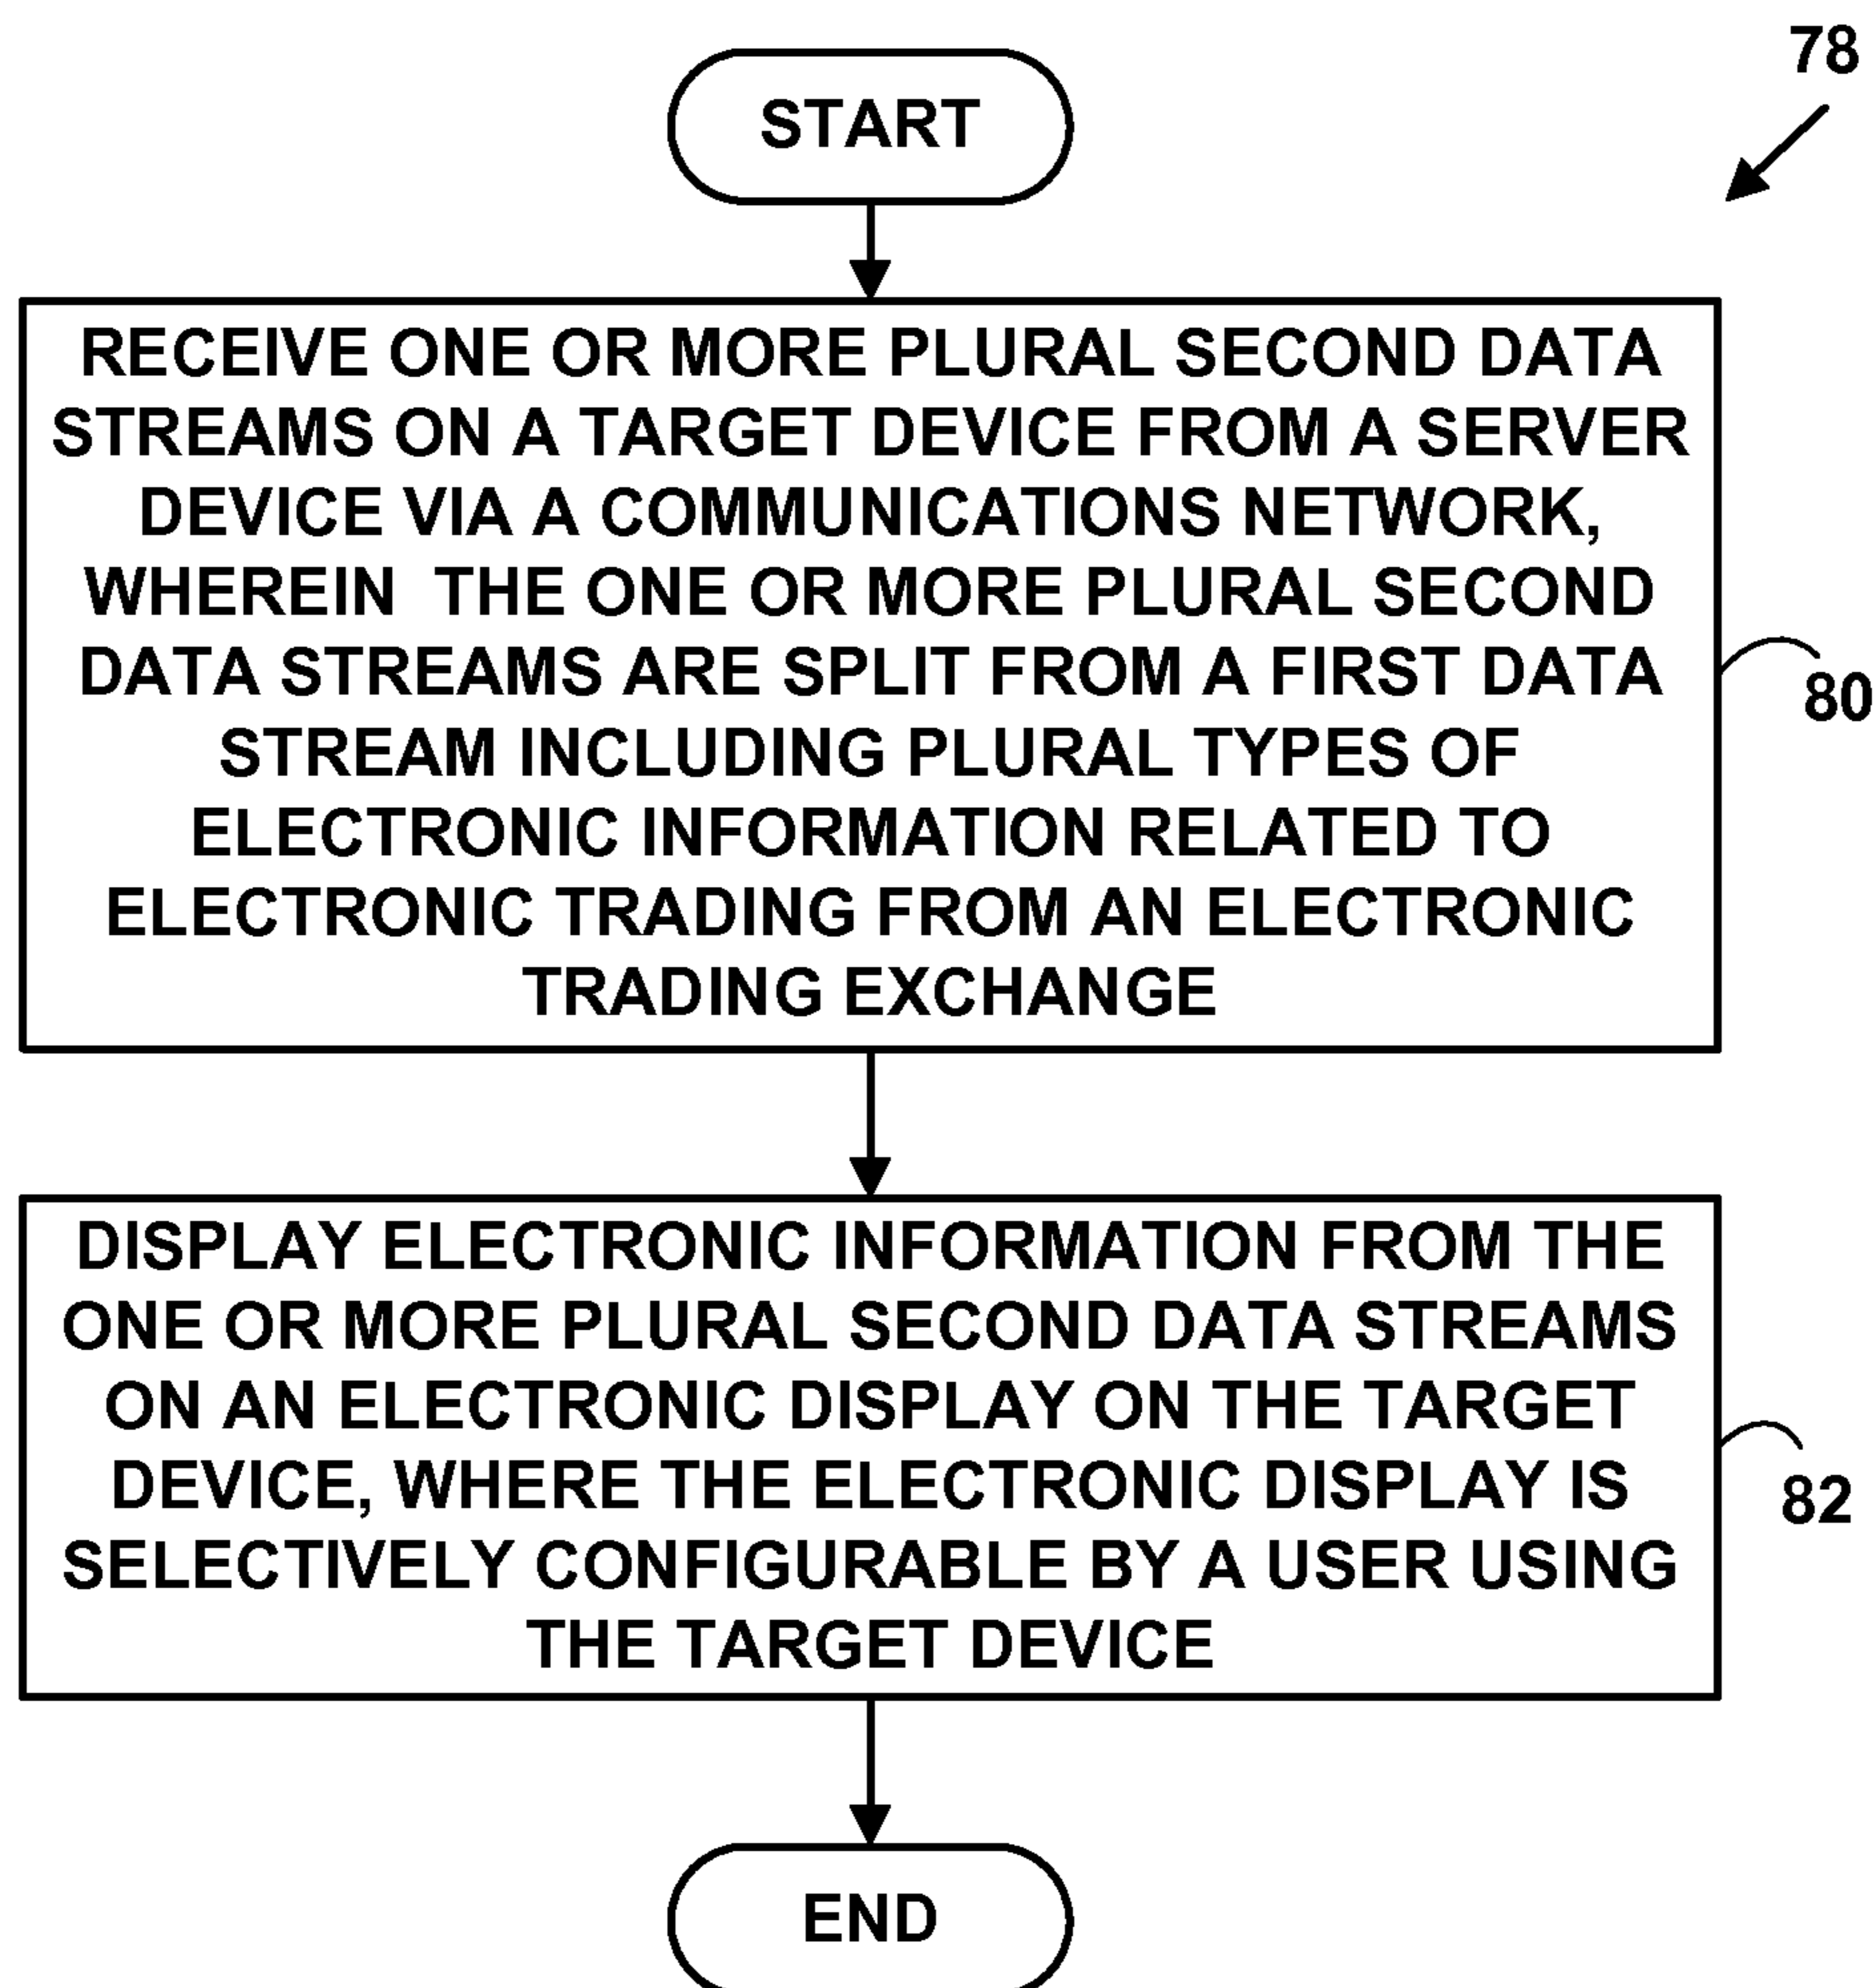 78
START
RECEIVE ONE OR MORE PLURAL SECOND DATA
STREAMS ON A TARGET DEVICE FROM A SERVER
DEVICE VIA A COMMUNICATIONS NETWORK,
WHEREIN THE ONE OR MORE PLURAL SECOND
DATA STREAMS ARE SPLIT FROM A FIRST DATA
STREAM INCLUDING PLURAL TYPES OF
ELECTRONIC INFORMATION RELATED TO
ELECTRONIC TRADING FROM AN ELECTRONIC
TRADING EXCHANGE
80
DISPLAY ELECTRONIC INFORMATION FROM THE
ONE OR MORE PLURAL SECOND DATA STREAMS
ON AN ELECTRONIC DISPLAY ON THE TARGET
DEVICE, WHERE THE ELECTRONIC DISPLAY IS
SELECTIVELY CONFIGURABLE BY A USER USING
THE TARGET DEVICE
82
END